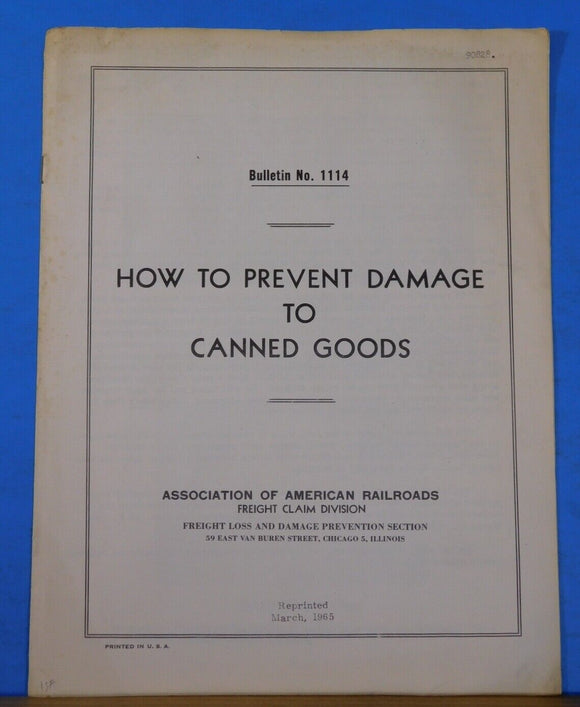 90828.
Bulletin No. 1114
HOW TO PREVENT DAMAGE
TO
CANNED GOODS
ASSOCIATION OF AMERICAN RAILROADS
FREIGHT CLAIM DIVISION
FREIGHT LOSS AND DAMAGE PREVENTION SECTION
59 EAST VAN BUREN STREET, CHICAGO 5, ILLINOIS
Reprinted
March, 1965
PRINTED IN U. S. A.